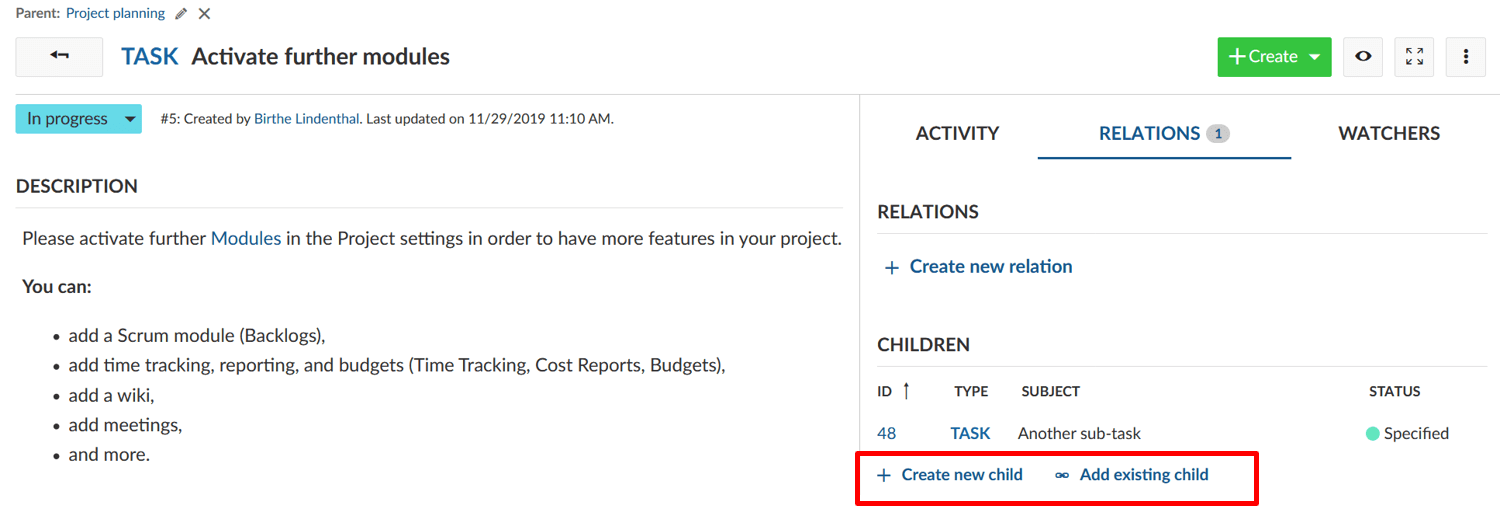 Parent: Project planning
TASK Activate further modules
Create
In progress
#5: Created by Birthe Lindenthal. Last updated on 11/29/2019 11:10 AM.
DESCRIPTION
Please activate further Modules in the Project settings in order to have more features in your project.
You can:
• add a Scrum module (Backlogs),
• add time tracking, reporting, and budgets (Time Tracking, Cost Reports, Budgets),
• add a wiki,
• add meetings,
• and more.
ACTIVITY RELATIONS 1 WATCHERS
RELATIONS
+ Create new relation
CHILDREN
ID ↑ TYPE SUBJECT STATUS
48 TASK Another sub-task Specified
+ Create new child Add existing child